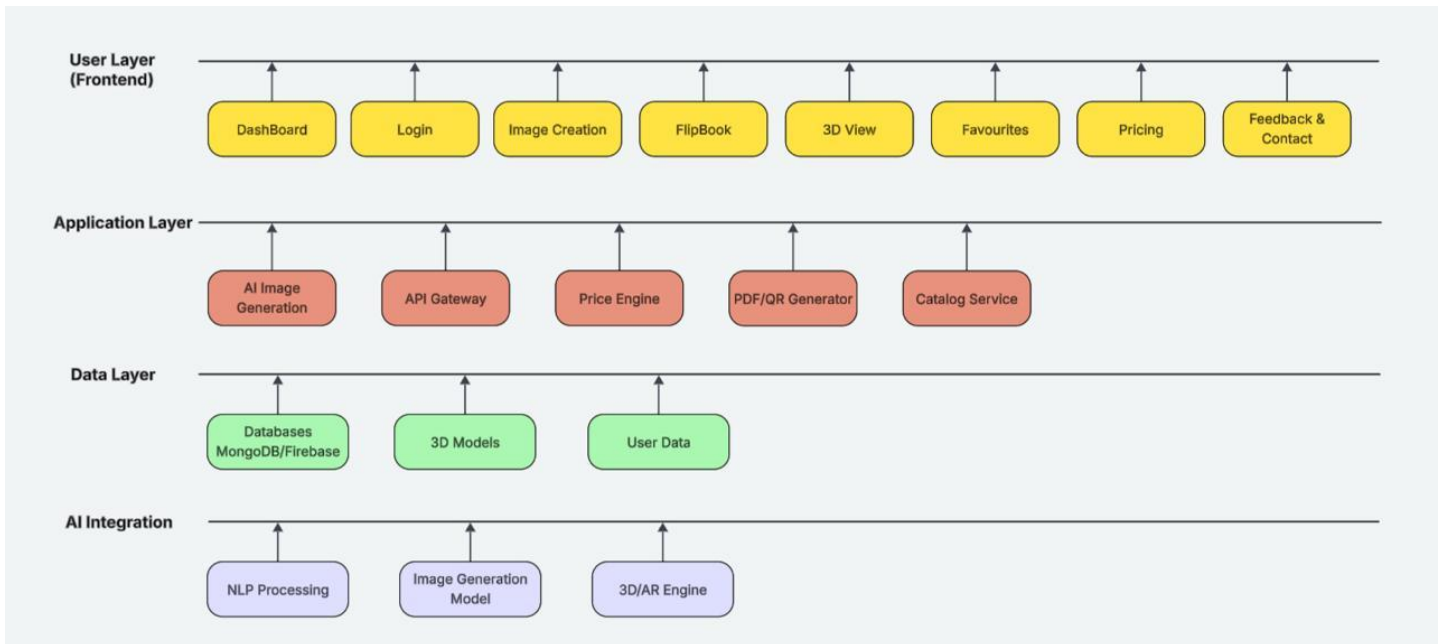 User Layer
(Frontend)
DashBoard
Login
Image Creation
FlipBook
3D View
Favourites
Pricing
Feedback &
Contact
Application Layer
AI Image
Generation
API Gateway
Price Engine
PDF/QR Generator
Catalog Service
Data Layer
Databases
MongoDB/Firebase
3D Models
User Data
AI Integration
NLP Processing
Image Generation
Model
3D/AR Engine